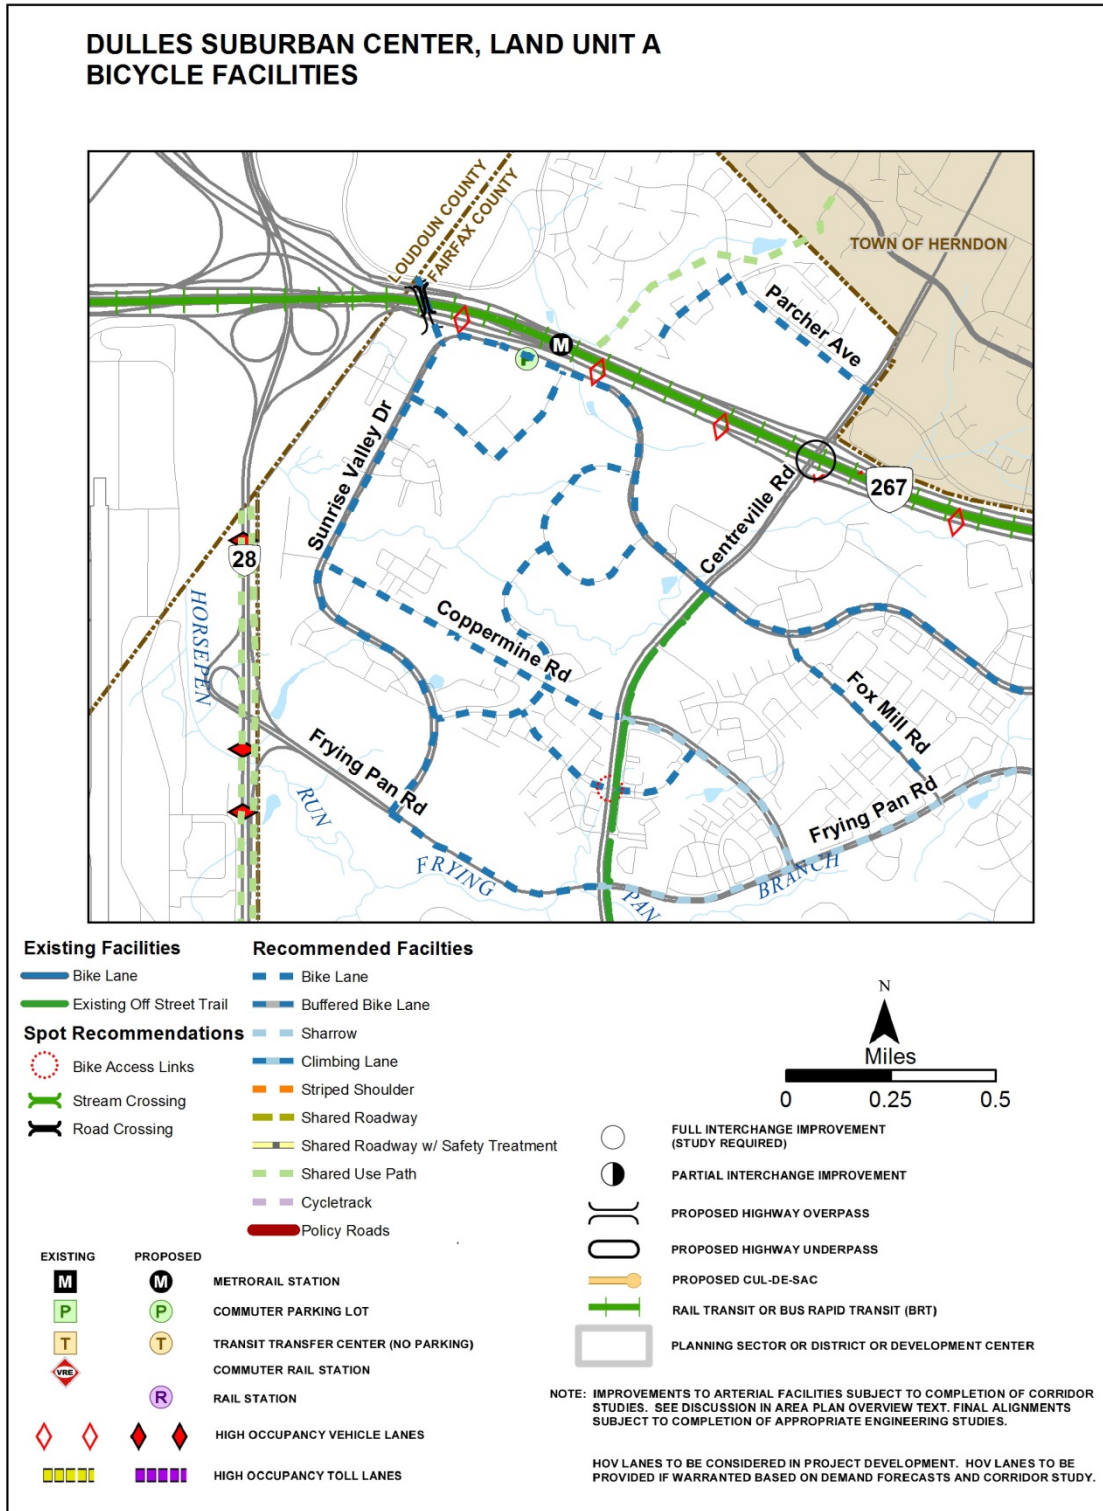 DULLES SUBURBAN CENTER, LAND UNIT A
BICYCLE FACILITIES
LOUDOUN COUNTY
FAIRFAX COUNTY
TOWN OF HERNDON
Parcher Ave
M
P
Sunrise Valley Dr
Centreville Rd
267
28
HORSEPEN
RUN
Coppermine Rd
Fox Mill Rd
Frying Pan Rd
Frying Pan Rd
FRYING
PAN
BRANCH
Existing Facilities
Bike Lane
Existing Off Street Trail
Spot Recommendations
Bike Access Links
Stream Crossing
Road Crossing
Recommended Facilties
Bike Lane
Buffered Bike Lane
Sharrow
Climbing Lane
Striped Shoulder
Shared Roadway
Shared Roadway w/ Safety Treatment
Shared Use Path
Cycletrack
Policy Roads
N
Miles
0 0.25 0.5
EXISTING PROPOSED
M M METRORAIL STATION
P P COMMUTER PARKING LOT
T T TRANSIT TRANSFER CENTER (NO PARKING)
VRE COMMUTER RAIL STATION
R RAIL STATION
HIGH OCCUPANCY VEHICLE LANES
HIGH OCCUPANCY TOLL LANES
FULL INTERCHANGE IMPROVEMENT
(STUDY REQUIRED)
PARTIAL INTERCHANGE IMPROVEMENT
PROPOSED HIGHWAY OVERPASS
PROPOSED HIGHWAY UNDERPASS
PROPOSED CUL-DE-SAC
RAIL TRANSIT OR BUS RAPID TRANSIT (BRT)
PLANNING SECTOR OR DISTRICT OR DEVELOPMENT CENTER
NOTE: IMPROVEMENTS TO ARTERIAL FACILITIES SUBJECT TO COMPLETION OF CORRIDOR
STUDIES. SEE DISCUSSION IN AREA PLAN OVERVIEW TEXT. FINAL ALIGNMENTS
SUBJECT TO COMPLETION OF APPROPRIATE ENGINEERING STUDIES.
HOV LANES TO BE CONSIDERED IN PROJECT DEVELOPMENT. HOV LANES TO BE
PROVIDED IF WARRANTED BASED ON DEMAND FORECASTS AND CORRIDOR STUDY.